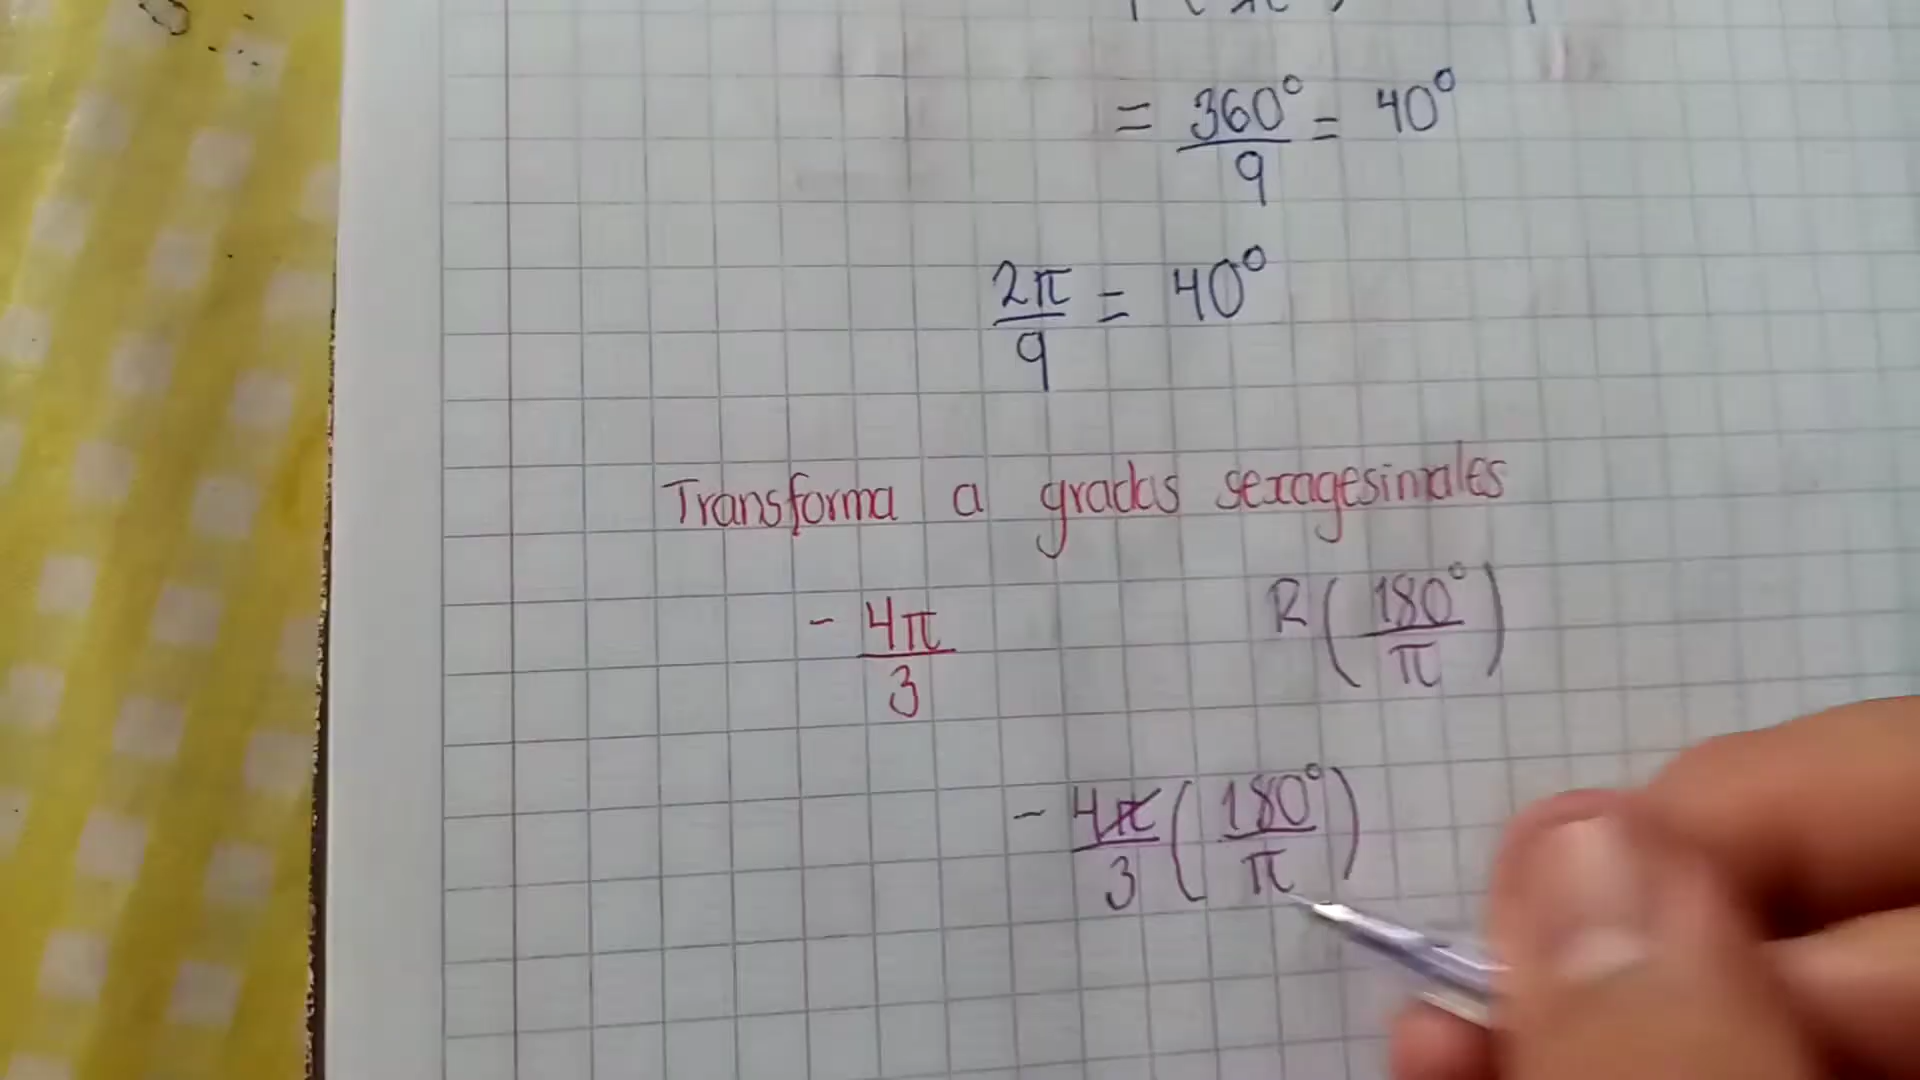 = 360°/9 = 40°
2π/9 = 40°
Transforma a grados sexagesimales
- 4π/3 R(180°/π)
- 4π/3 (180°/π)